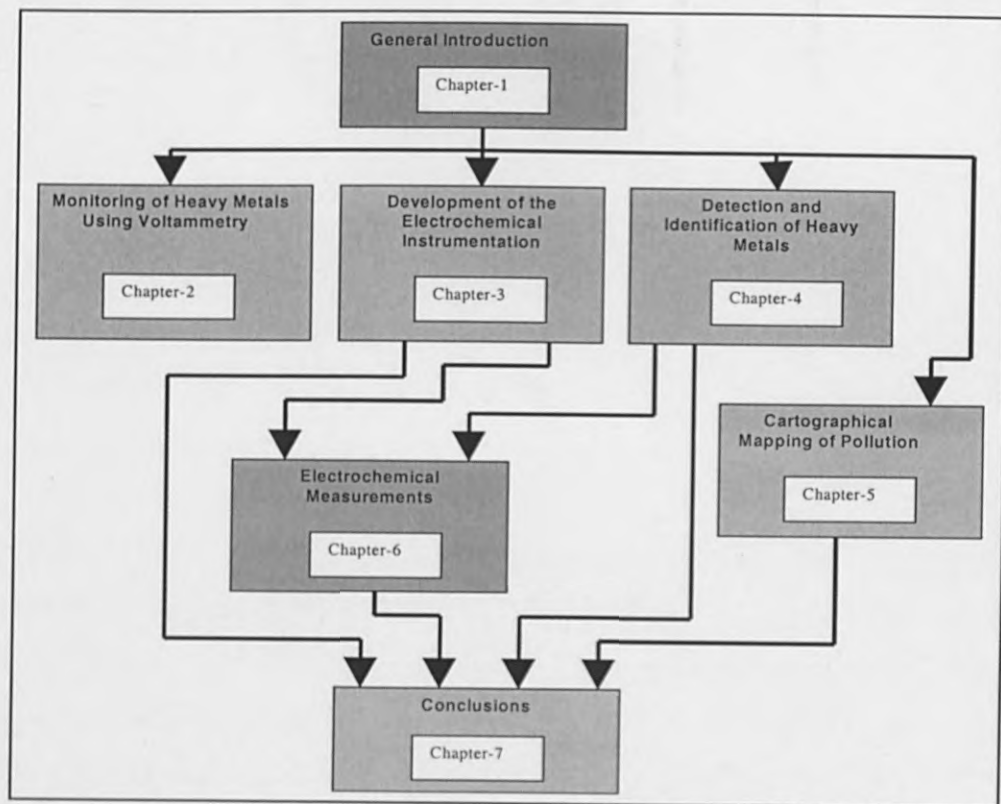 General Introduction
Chapter-1
Monitoring of Heavy Metals
Using Voltammetry
Chapter-2
Development of the
Electrochemical
Instrumentation
Chapter-3
Detection and
Identification of Heavy
Metals
Chapter-4
Cartographical
Mapping of Pollution
Chapter-5
Electrochemical
Measurements
Chapter-6
Conclusions
Chapter-7